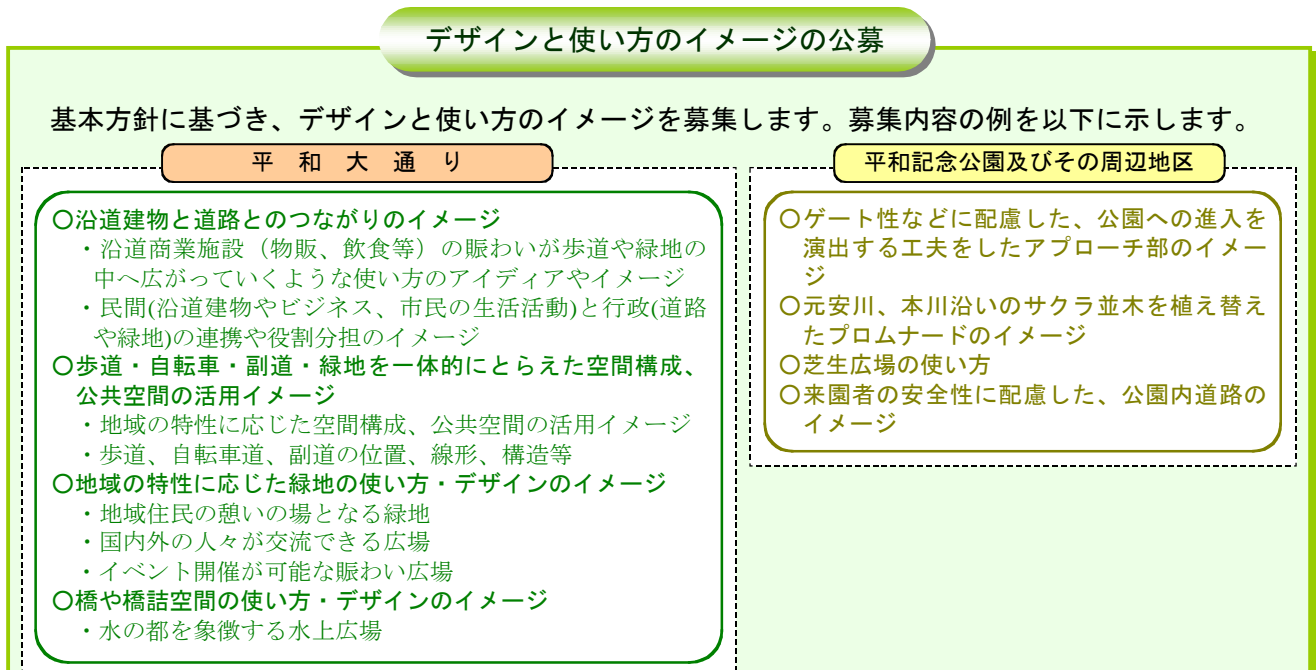 デザインと使い方のイメージの公募
基本方針に基づき、デザインと使い方のイメージを募集します。募集内容の例を以下に示します。
平和大通り
〇沿道建物と道路とのつながりのイメージ
・沿道商業施設（物販、飲食等）の賑わいが歩道や緑地の
中へ広がっていくような使い方のアイディアやイメージ
・民間(沿道建物やビジネス、市民の生活活動)と行政(道路
や緑地)の連携や役割分担のイメージ
〇歩道・自転車・副道・緑地を一体的にとらえた空間構成、
公共空間の活用イメージ
・地域の特性に応じた空間構成、公共空間の活用イメージ
・歩道、自転車道、副道の位置、線形、構造等
〇地域の特性に応じた緑地の使い方・デザインのイメージ
・地域住民の憩いの場となる緑地
・国内外の人々が交流できる広場
・イベント開催が可能な賑わい広場
〇橋や橋詰空間の使い方・デザインのイメージ
・水の都を象徴する水上広場
平和記念公園及びその周辺地区
〇ゲート性などに配慮した、公園への進入を
演出する工夫をしたアプローチ部のイメー
ジ
〇元安川、本川沿いのサクラ並木を植え替え
たプロムナードのイメージ
〇芝生広場の使い方
〇来園者の安全性に配慮した、公園内道路の
イメージ